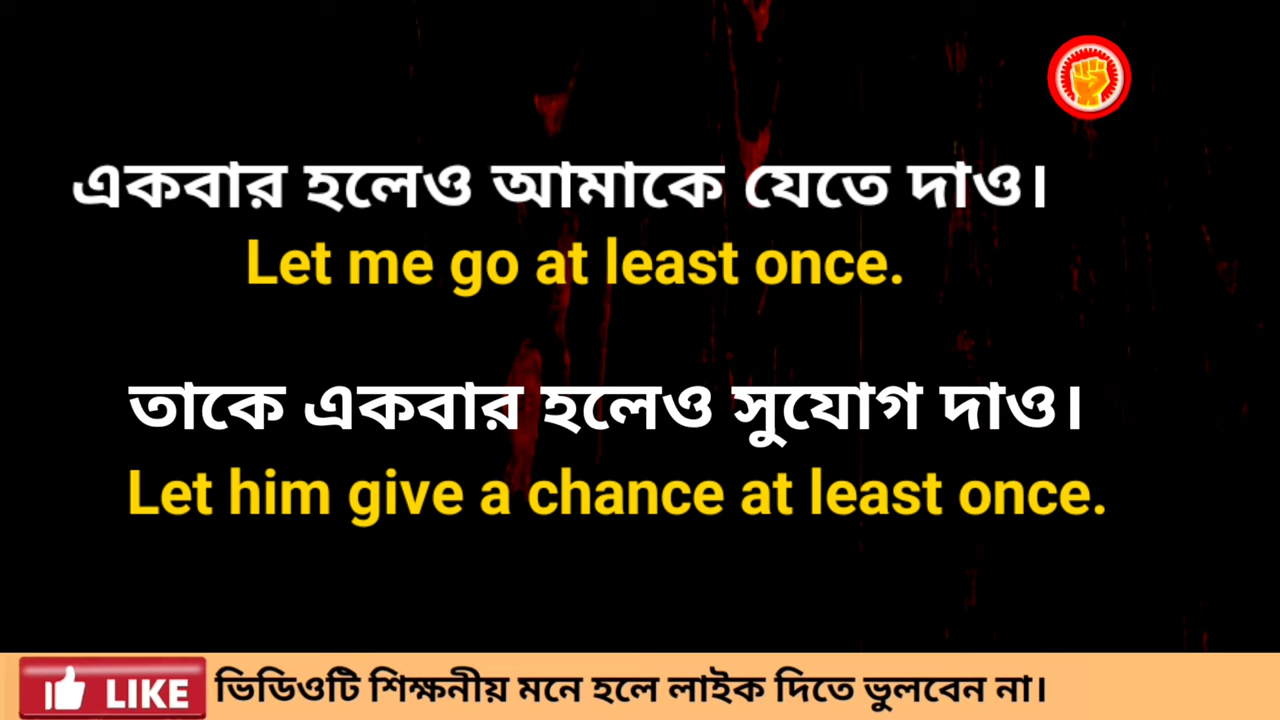 একবার হলেও আমাকে যেতে দাও।
Let me go at least once.
তাকে একবার হলেও সুযোগ দাও।
Let him give a chance at least once.
LIKE ভিডিওটি শিক্ষনীয় মনে হলে লাইক দিতে ভুলবেন না।